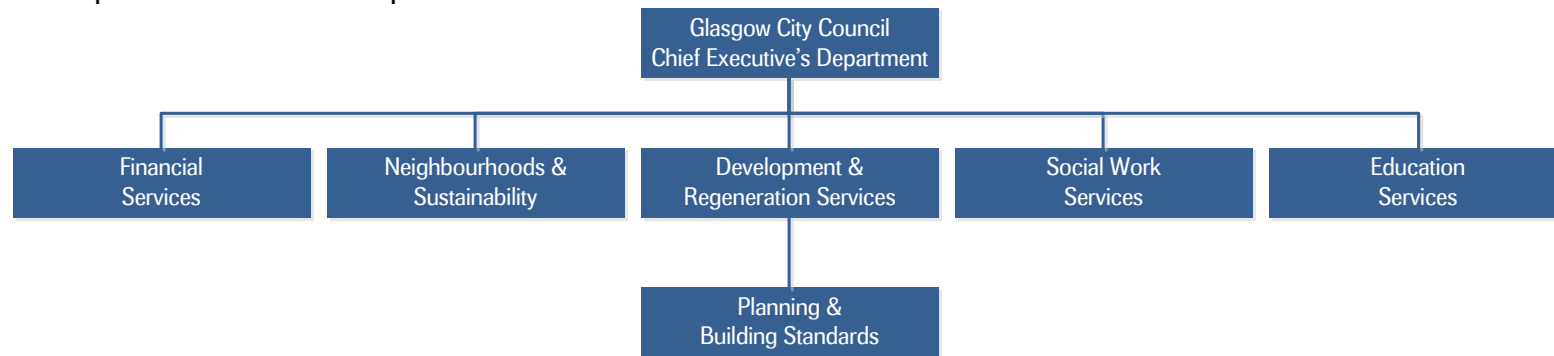 Glasgow City Council
Chief Executive’s Department
Financial
Services
Neighbourhoods &
Sustainability
Development &
Regeneration Services
Social Work
Services
Education
Services
Planning &
Building Standards